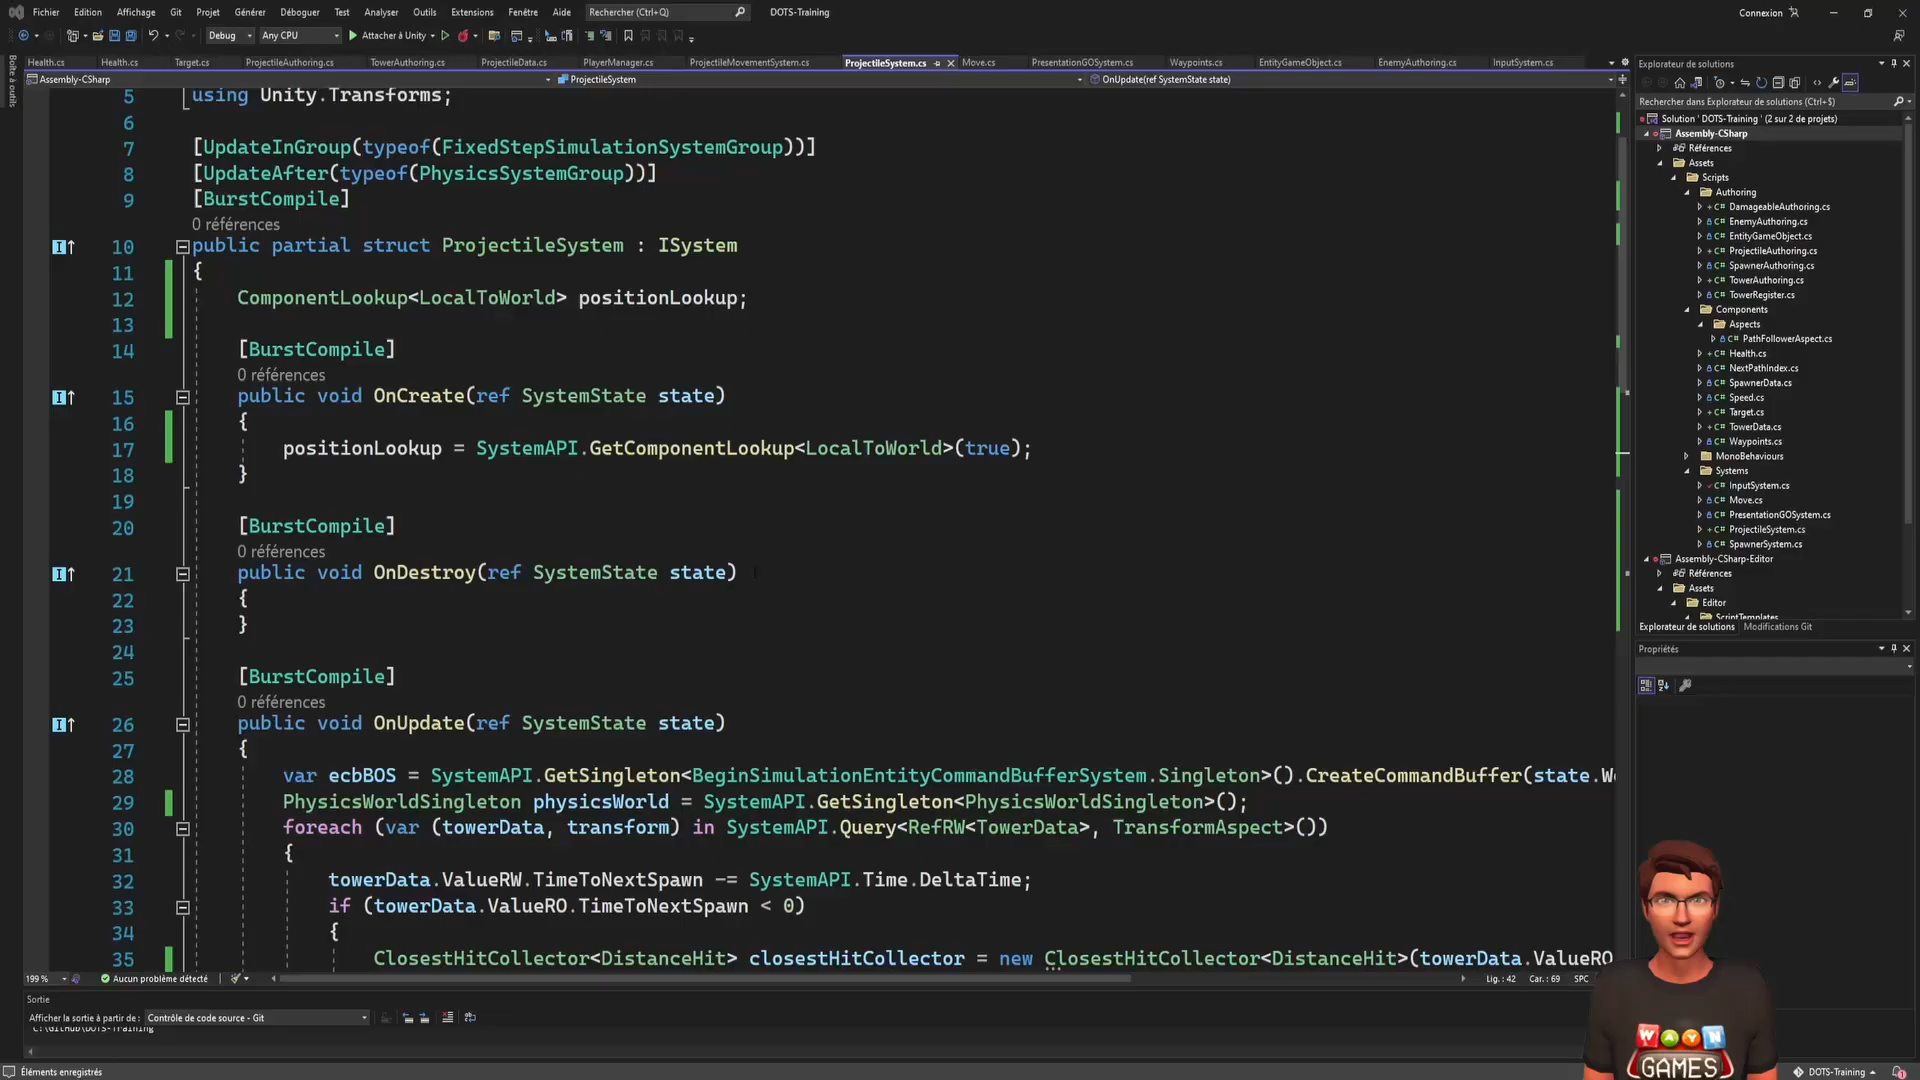 Fichier Edition Affichage Git Projet Générer Déboguer Test Analyser Outils Extensions Fenêtre Aide Rechercher (Ctrl+Q) DOTS-Training Connexion
Debug Any CPU Attacher à Unity
Health.cs Health.cs Target.cs ProjectileAuthoring.cs TowerAuthoring.cs ProjectileData.cs PlayerManager.cs ProjectileMovementSystem.cs ProjectileSystem.cs Move.cs PresentationGOSystem.cs Waypoints.cs EntityGameObject.cs EnemyAuthoring.cs InputSystem.cs
Boîte à outils
Assembly-CSharp ProjectileSystem OnUpdate(ref SystemState state)
5 using Unity.Transforms;
6
7 [UpdateInGroup(typeof(FixedStepSimulationSystemGroup))]
8 [UpdateAfter(typeof(PhysicsSystemGroup))]
9 [BurstCompile]
0 références
10 public partial struct ProjectileSystem : ISystem
11 {
12 ComponentLookup<LocalToWorld> positionLookup;
13
14 [BurstCompile]
0 références
15 public void OnCreate(ref SystemState state)
16 {
17 positionLookup = SystemAPI.GetComponentLookup<LocalToWorld>(true);
18 }
19
20 [BurstCompile]
0 références
21 public void OnDestroy(ref SystemState state)
22 {
23 }
24
25 [BurstCompile]
0 références
26 public void OnUpdate(ref SystemState state)
27 {
28 var ecbBOS = SystemAPI.GetSingleton<BeginSimulationEntityCommandBufferSystem.Singleton>().CreateCommandBuffer(state.W
29 PhysicsWorldSingleton physicsWorld = SystemAPI.GetSingleton<PhysicsWorldSingleton>();
30 foreach (var (towerData, transform) in SystemAPI.Query<RefRW<TowerData>, TransformAspect>())
31 {
32 towerData.ValueRW.TimeToNextSpawn -= SystemAPI.Time.DeltaTime;
33 if (towerData.ValueRO.TimeToNextSpawn < 0)
34 {
35 ClosestHitCollector<DistanceHit> closestHitCollector = new ClosestHitCollector<DistanceHit>(towerData.ValueRO
199 % Aucun problème détecté Lig. : 42 Car. : 69 SPC
Sortie
Afficher la sortie à partir de : Contrôle de code source - Git
C:\GitHub\DOTS-Training
Éléments enregistrés
Explorateur de solutions
Rechercher dans Explorateur de solutions (Ctrl+$)
Solution ' DOTS-Training ' (2 sur 2 de projets)
Assembly-CSharp
Références
Assets
Scripts
Authoring
DamageableAuthoring.cs
EnemyAuthoring.cs
EntityGameObject.cs
ProjectileAuthoring.cs
SpawnerAuthoring.cs
TowerAuthoring.cs
TowerRegister.cs
Components
Aspects
PathFollowerAspect.cs
Health.cs
NextPathIndex.cs
SpawnerData.cs
Speed.cs
Target.cs
TowerData.cs
Waypoints.cs
MonoBehaviours
Systems
InputSystem.cs
Move.cs
PresentationGOSystem.cs
ProjectileSystem.cs
SpawnerSystem.cs
Assembly-CSharp-Editor
Références
Assets
Editor
ScriptTemplates
Explorateur de solutions Modifications Git
Propriétés
WAYN
GAMES
DOTS-Training